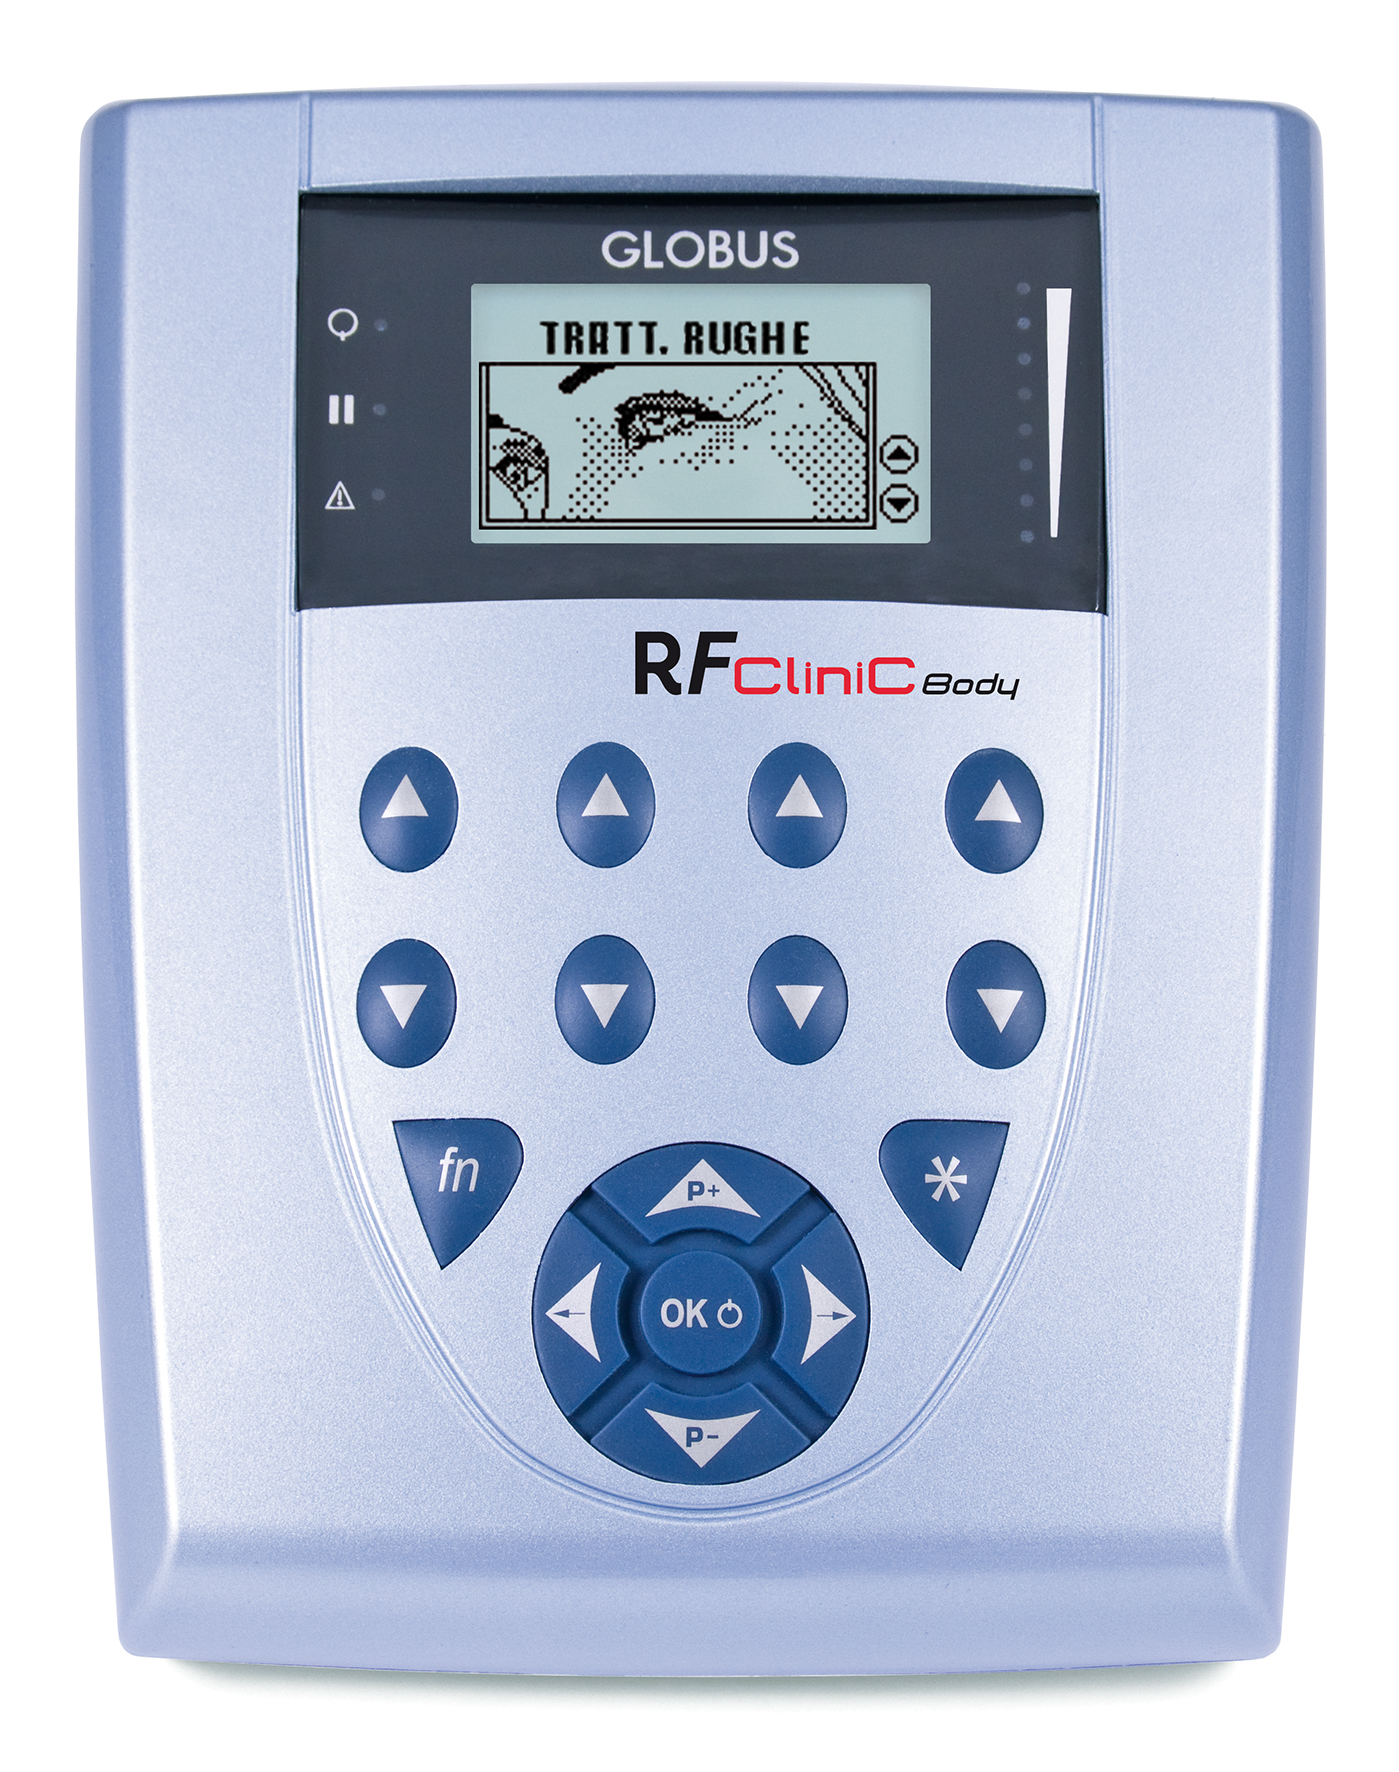 GLOBUS
TRATT. RUGHE
RFCliniC Body
fn
*
P+
OK
P-